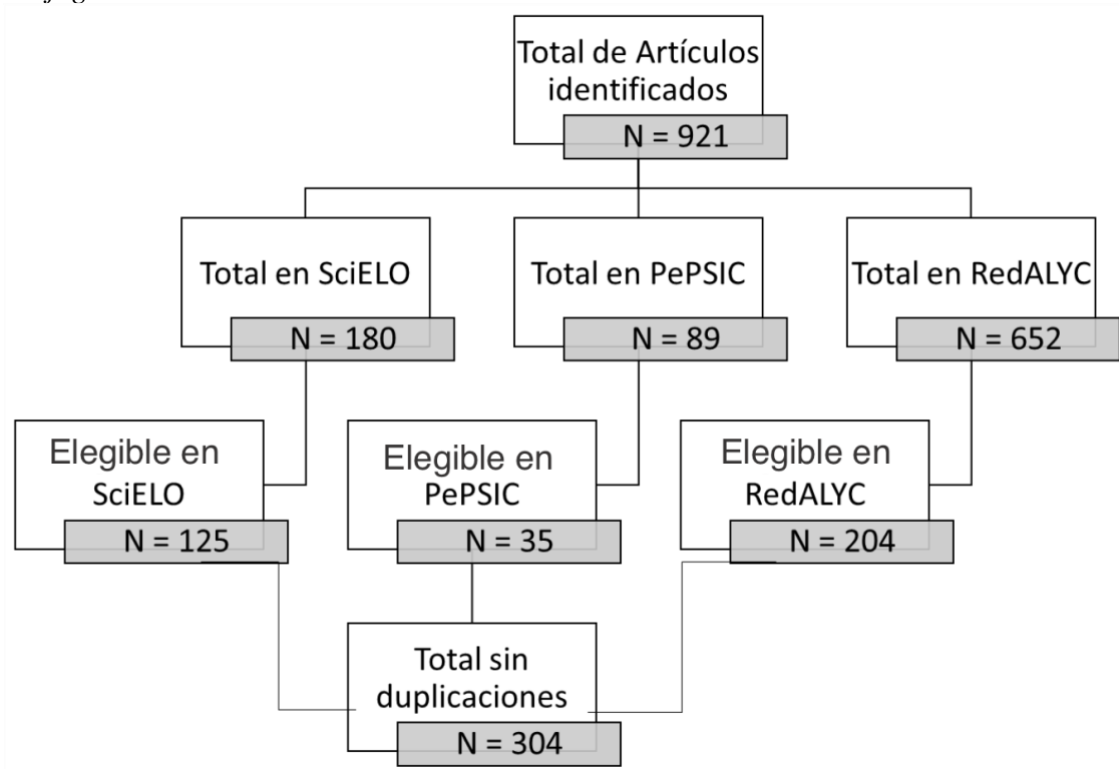 Total de Artículos
identificados
N = 921
Total en SciELO
N = 180
Total en PePSIC
N = 89
Total en RedALYC
N = 652
Elegible en
SciELO
N = 125
Elegible en
PePSIC
N = 35
Elegible en
RedALYC
N = 204
Total sin
duplicaciones
N = 304